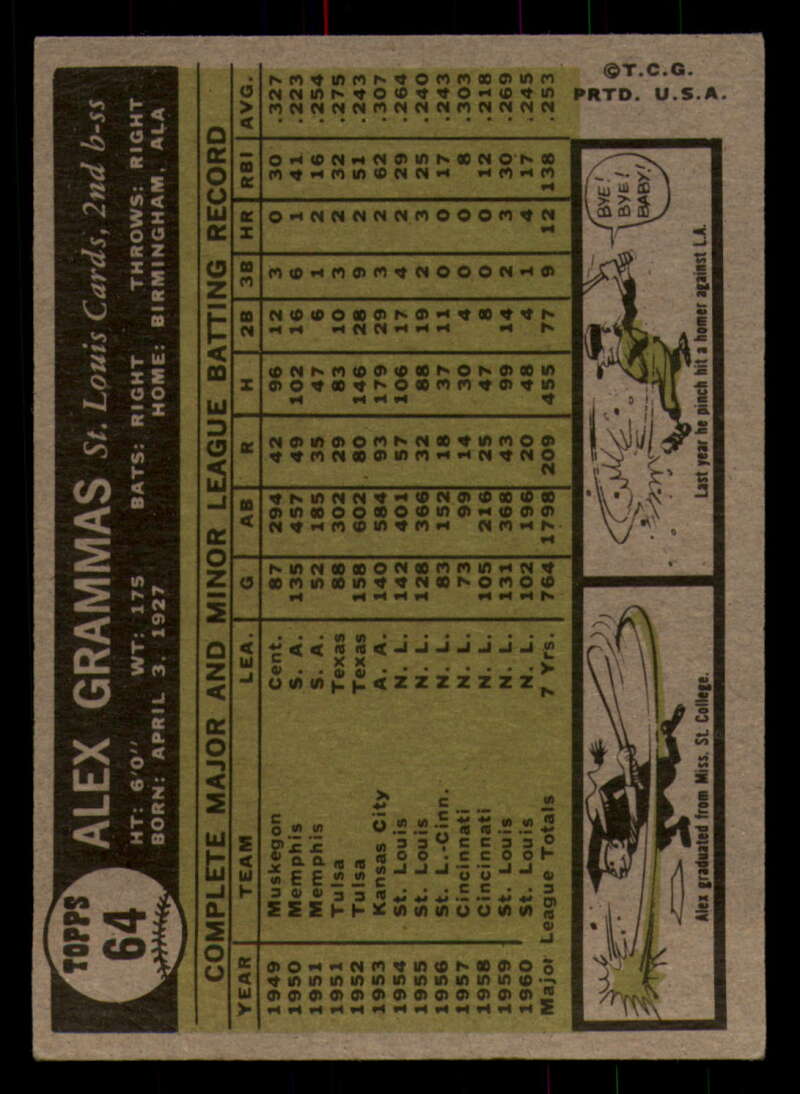 TOPPS
64
ALEX GRAMMAS St. Louis Cards, 2nd b-ss
HT: 6'0" WT: 175 BATS: RIGHT THROWS: RIGHT
BORN: APRIL 3, 1927 HOME: BIRMINGHAM, ALA
COMPLETE MAJOR AND MINOR LEAGUE BATTING RECORD
YEAR TEAM LEA. G AB R H 2B 3B HR RBI AVG.
1949 Muskegon Cent. 87 294 42 96 12 3 0 30 .327
1950 Memphis S. A. 135 457 49 102 16 6 1 41 .223
1951 Memphis S. A. 52 185 35 47 6 1 2 16 .254
1951 Tulsa Texas 88 302 29 83 10 3 2 32 .275
1952 Tulsa Texas 158 602 80 146 28 9 2 51 .243
1953 Kansas City A. A. 140 584 93 179 29 3 2 62 .307
1954 St. Louis N. L. 142 401 57 106 17 4 2 29 .264
1955 St. Louis N. L. 128 366 32 88 19 2 3 25 .240
1956 St. L.-Cinn. N. L. 83 152 18 37 11 0 0 17 .243
1957 Cincinnati N. L. 73 99 14 30 4 0 0 8 .303
1958 Cincinnati N. L. 105 216 25 47 8 0 0 12 .218
1959 St. Louis N. L. 131 368 43 99 14 2 3 30 .269
1960 St. Louis N. L. 102 196 20 48 4 1 4 17 .245
Major League Totals 7 Yrs. 764 1798 209 455 77 9 12 138 .253
Alex graduated from Miss. St. College.
BYE!
BYE!
BABY!
Last year he pinch hit a homer against L.A.
©T.C.G.
PRTD. U.S.A.